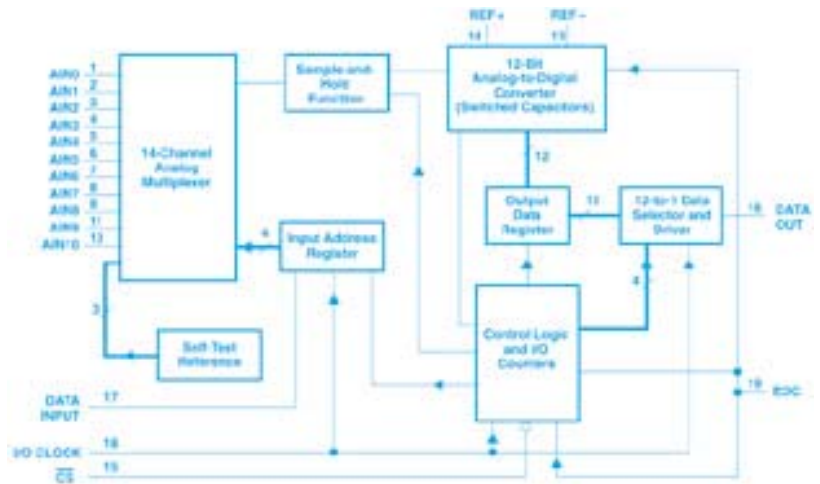 REF+ REF-
14 13
12-Bit
Analog-to-Digital
Converter
(Switched Capacitors)
Sample-and-
Hold
Function
14-Channel
Analog
Multiplexer
AIN0 1
AIN1 2
AIN2 3
AIN3 4
AIN4 5
AIN5 6
AIN6 7
AIN7 8
AIN8 9
AIN9 11
AIN10 12
12
Output
Data
Register
12-to-1 Data
Selector and
Driver
16 DATA
OUT
4
Input Address
Register
4
3
Control Logic
and I/O
Counters
Self-Test
Reference
19 EOC
DATA
INPUT
17
I/O CLOCK
CS 15